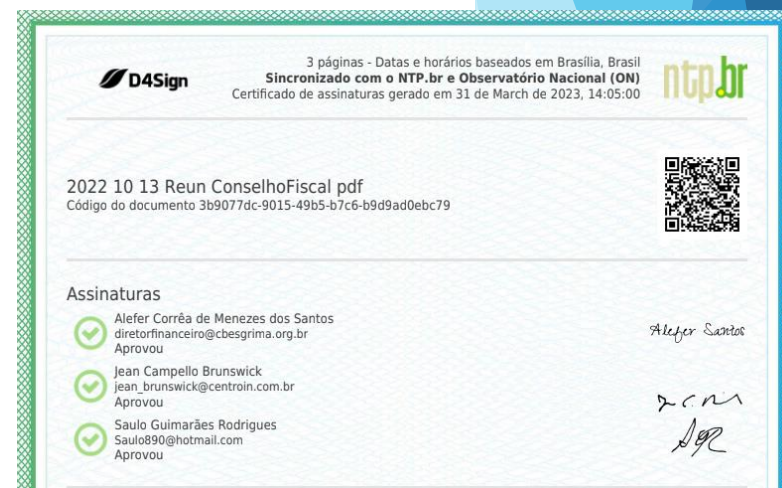 D4Sign
3 páginas - Datas e horários baseados em Brasília, Brasil
Sincronizado com o NTP.br e Observatório Nacional (ON)
Certificado de assinaturas gerado em 31 de March de 2023, 14:05:00
ntp.br
2022 10 13 Reun ConselhoFiscal pdf
Código do documento 3b9077dc-9015-49b5-b7c6-b9d9ad0ebc79
Assinaturas
Alefer Corrêa de Menezes dos Santos
diretorfinanceiro@cbesgrima.org.br
Aprovou
Alefer Santos
Jean Campello Brunswick
jean_brunswick@centroin.com.br
Aprovou
Saulo Guimarães Rodrigues
Saulo890@hotmail.com
Aprovou